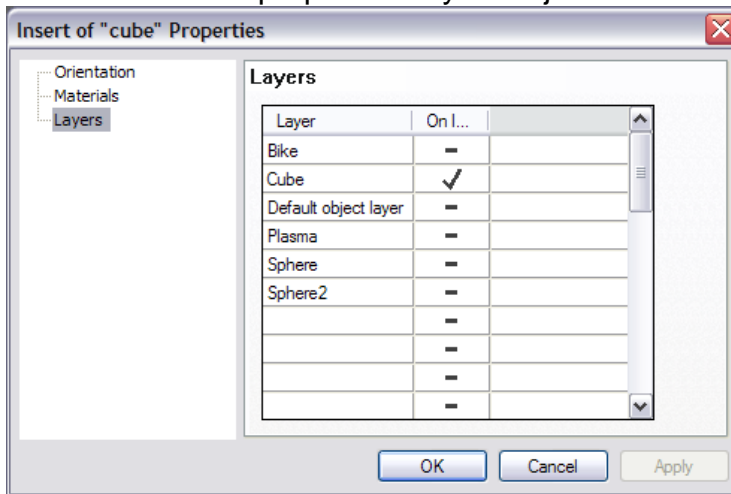 Insert of "cube" Properties
Orientation
Materials
Layers
Layers
Layer On I...
Bike
Cube
Default object layer
Plasma
Sphere
Sphere2
OK Cancel Apply